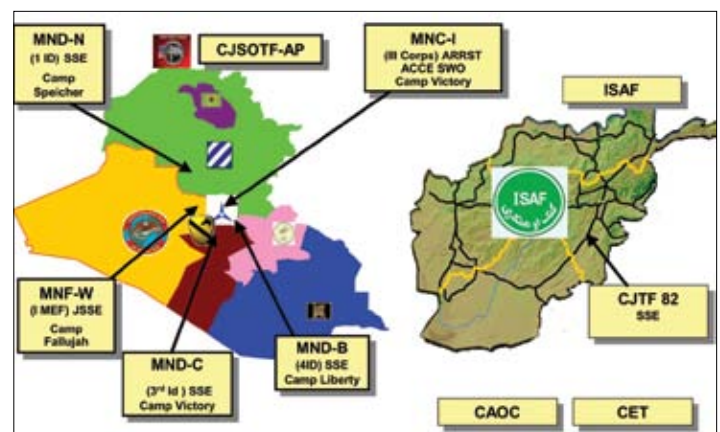 MND-N
(1 ID) SSE
Camp
Speicher
CJSOTF-AP
MNC-I
(III Corps) ARRST
ACCE SWO
Camp Victory
ISAF
ISAF
MNF-W
(I MEF) JSSE
Camp
Fallujah
MND-C
(3rd Id ) SSE
Camp Victory
MND-B
(4ID) SSE
Camp Liberty
CJTF 82
SSE
CAOC
CET